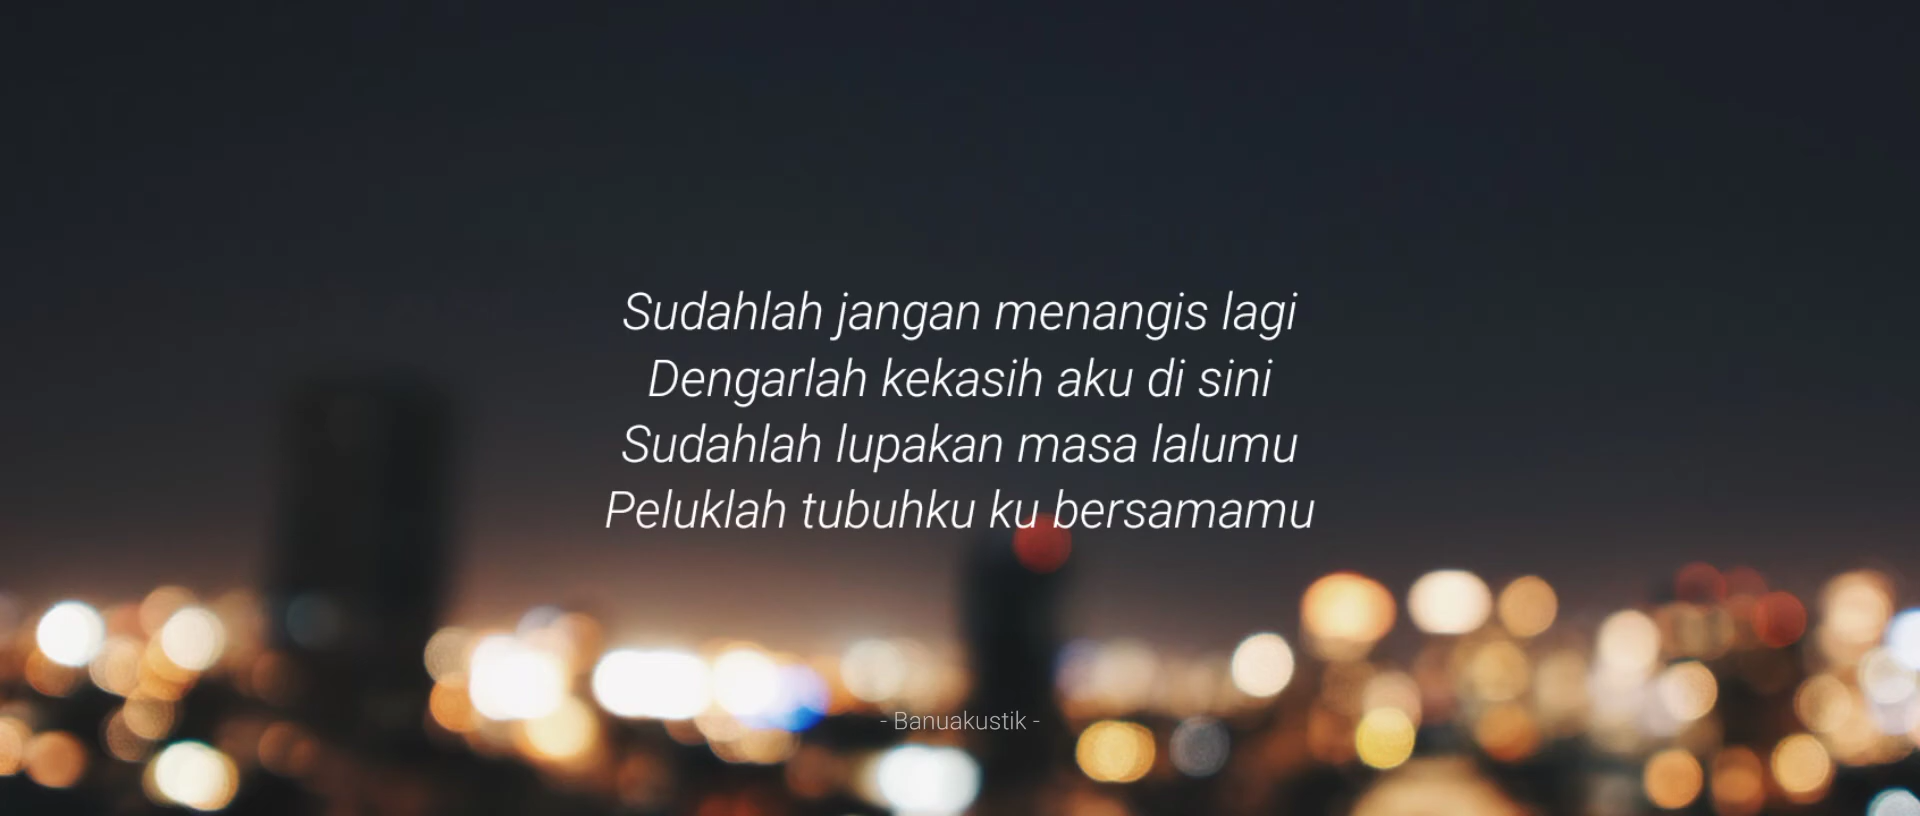 Sudahlah jangan menangis lagi
Dengarlah kekasih aku di sini
Sudahlah lupakan masa lalumu
Peluklah tubuhku ku bersamamu
- Banuakustik -